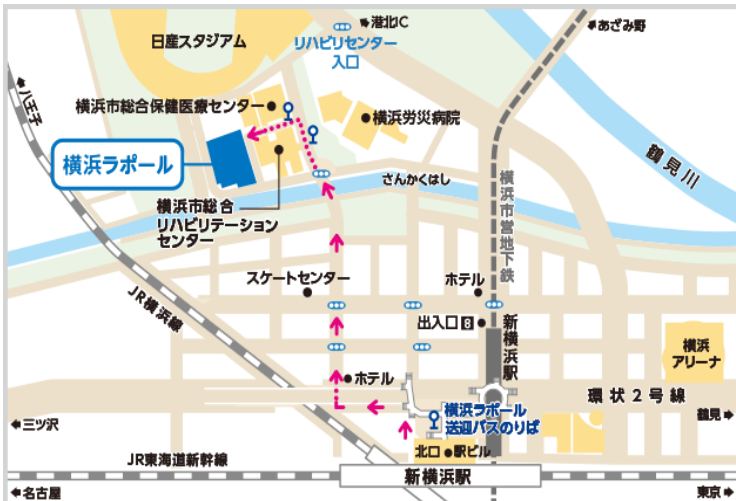 日産スタジアム
港北IC
リハビリセンター
入口
あざみ野
八王子
横浜市総合保健医療センター
横浜労災病院
横浜ラポール
鶴見川
さんかくはし
横浜市営地下鉄
横浜市総合
リハビリテーション
センター
スケートセンター
ホテル
JR横浜線
出入口8
新横浜駅
横浜
アリーナ
ホテル
環状2号線
横浜ラポール
送迎バスのりば
三ツ沢
鶴見
北口
駅ビル
JR東海道新幹線
新横浜駅
名古屋
東京